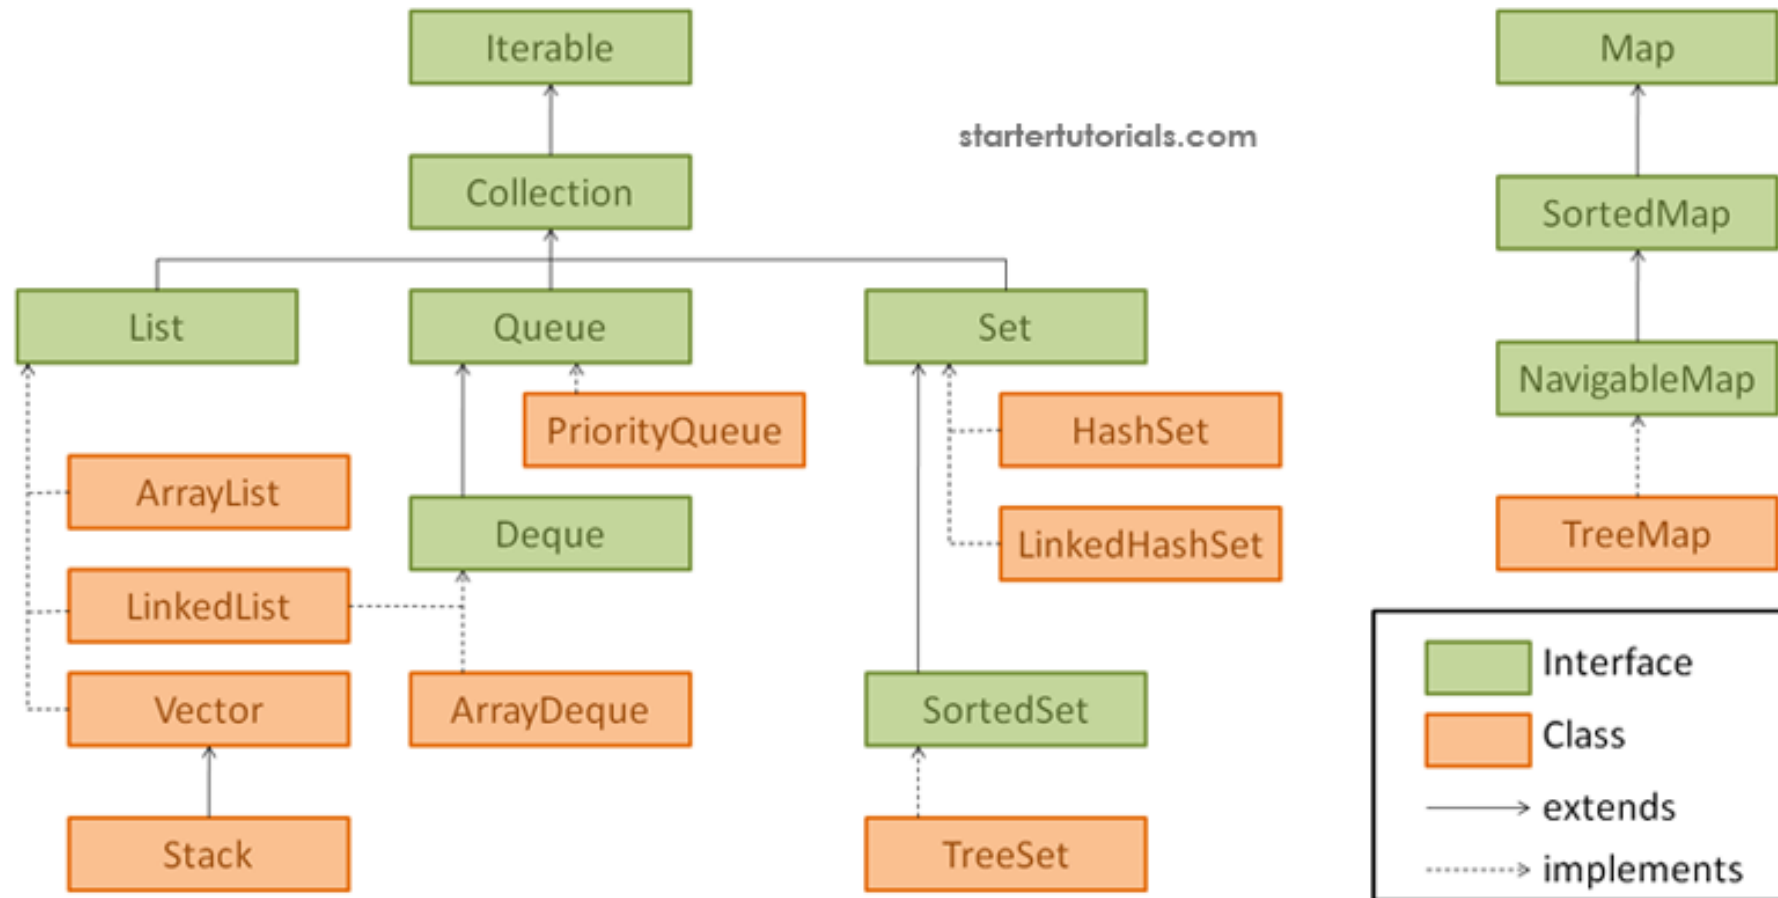 Iterable
Map
startertutorials.com
Collection
SortedMap
List
Queue
Set
NavigableMap
PriorityQueue
HashSet
ArrayList
Deque
LinkedHashSet
TreeMap
LinkedList
Interface
Vector
ArrayDeque
SortedSet
Class
extends
Stack
TreeSet
implements